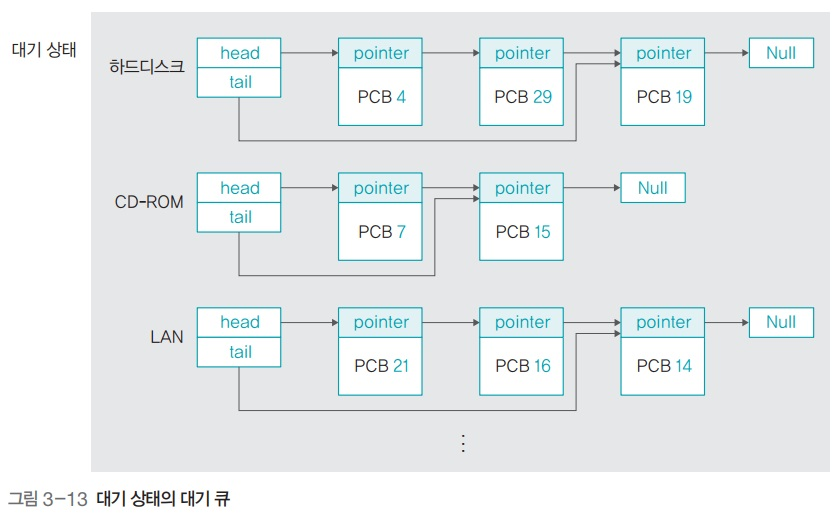 대기 상태
하드디스크
head
tail
pointer
PCB 4
pointer
PCB 29
pointer
PCB 19
Null
CD-ROM
head
tail
pointer
PCB 7
pointer
PCB 15
Null
LAN
head
tail
pointer
PCB 21
pointer
PCB 16
pointer
PCB 14
Null
⋮
그림 3-13 대기 상태의 대기 큐